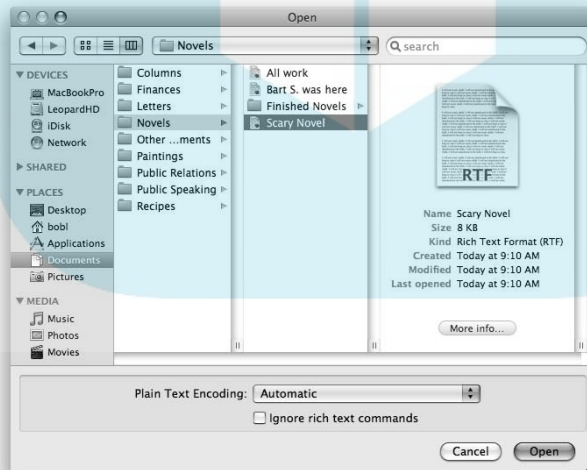 Open
Novels
search
DEVICES
MacBookPro
LeopardHD
iDisk
Network
SHARED
PLACES
Desktop
bobl
Applications
Documents
Pictures
MEDIA
Music
Photos
Movies
Columns
Finances
Letters
Novels
Other ...ments
Paintings
Public Relations
Public Speaking
Recipes
All work
Bart S. was here
Finished Novels
Scary Novel
RTF
Name Scary Novel
Size 8 KB
Kind Rich Text Format (RTF)
Created Today at 9:10 AM
Modified Today at 9:10 AM
Last opened Today at 9:10 AM
More info...
Plain Text Encoding: Automatic
Ignore rich text commands
Cancel Open